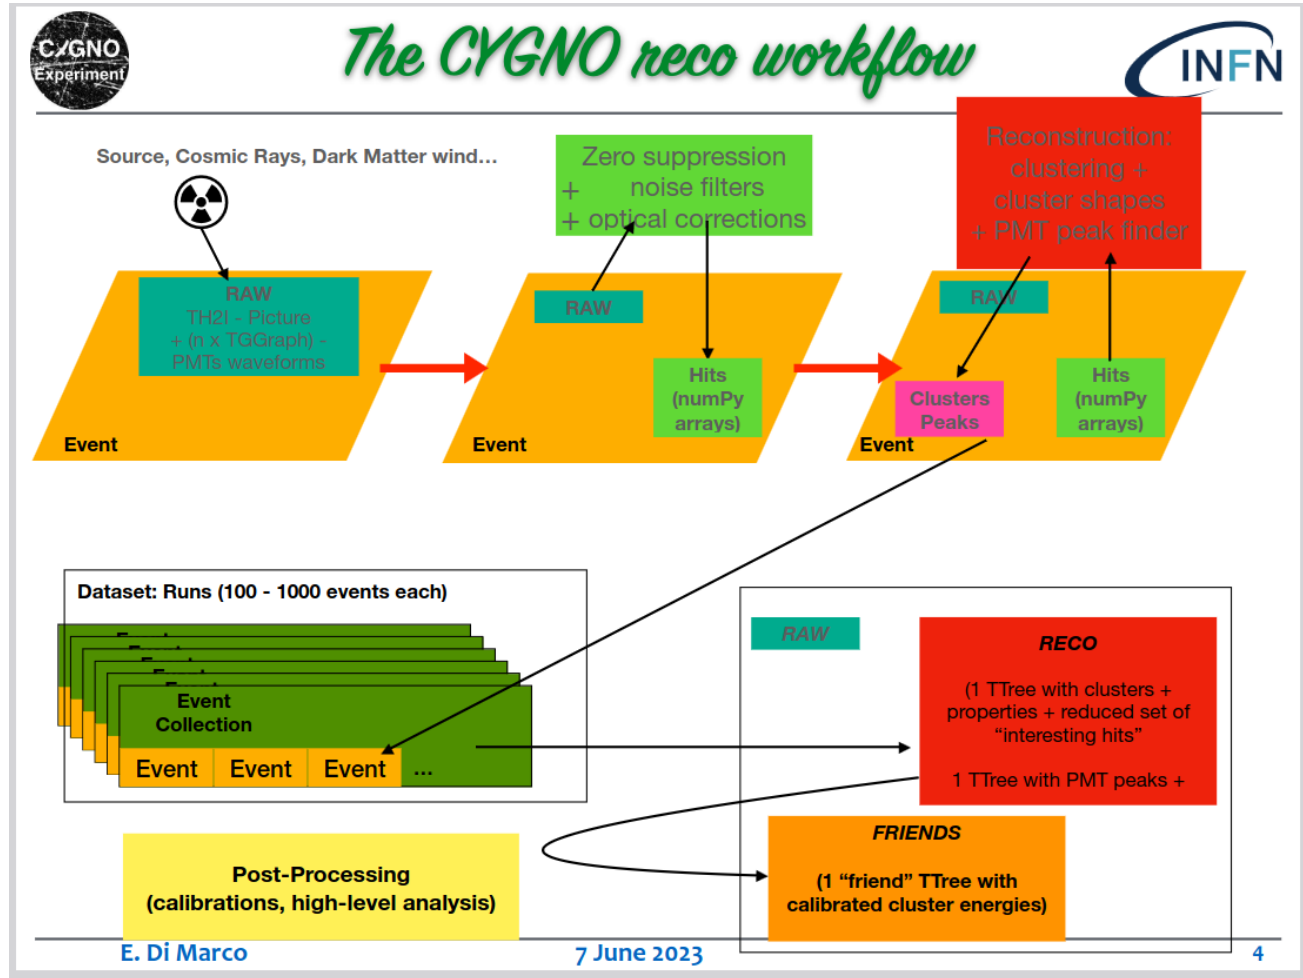 CYGNO
Experiment
The CYGNO reco workflow
INFN
Source, Cosmic Rays, Dark Matter wind...
Zero suppression
+ noise filters
+ optical corrections
Reconstruction:
clustering +
cluster shapes
+ PMT peak finder
RAW
TH2I - Picture
+ (n x TGGraph) -
PMTs waveforms
Event
RAW
Hits
(numPy
arrays)
Event
RAW
Clusters
Peaks
Hits
(numPy
arrays)
Event
Dataset: Runs (100 - 1000 events each)
Event
Collection
Event Event Event ...
RAW
RECO
(1 TTree with clusters +
properties + reduced set of
“interesting hits”
1 TTree with PMT peaks +
FRIENDS
(1 “friend” TTree with
calibrated cluster energies)
Post-Processing
(calibrations, high-level analysis)
E. Di Marco
7 June 2023
4